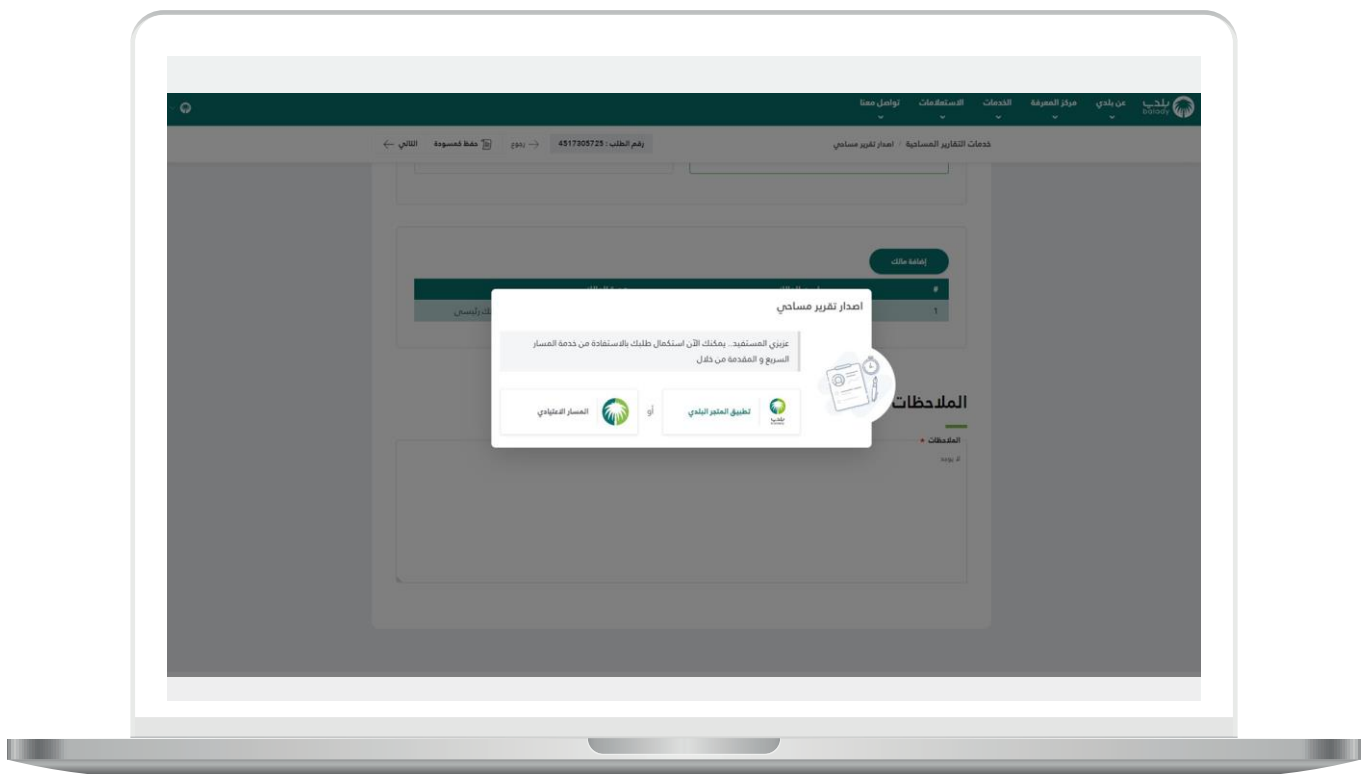 بلدي
balady
عن بلدي
مركز المعرفة
الخدمات
الاستعلامات
تواصل معنا
خدمات التقارير المساحية / اصدار تقرير مساحي
رقم الطلب : 4517305725
رجوع
حفظ كمسودة
التالي
إضافة مالك
#
1
اصدار تقرير مساحي
عزيزي المستفيد.. يمكنك الآن استكمال طلبك بالاستفادة من خدمة المسار
السريع و المقدمة من خلال
تطبيق المتجر البلدي
أو
المسار الاعتيادي
الملاحظات
الملاحظات
لا يوجد